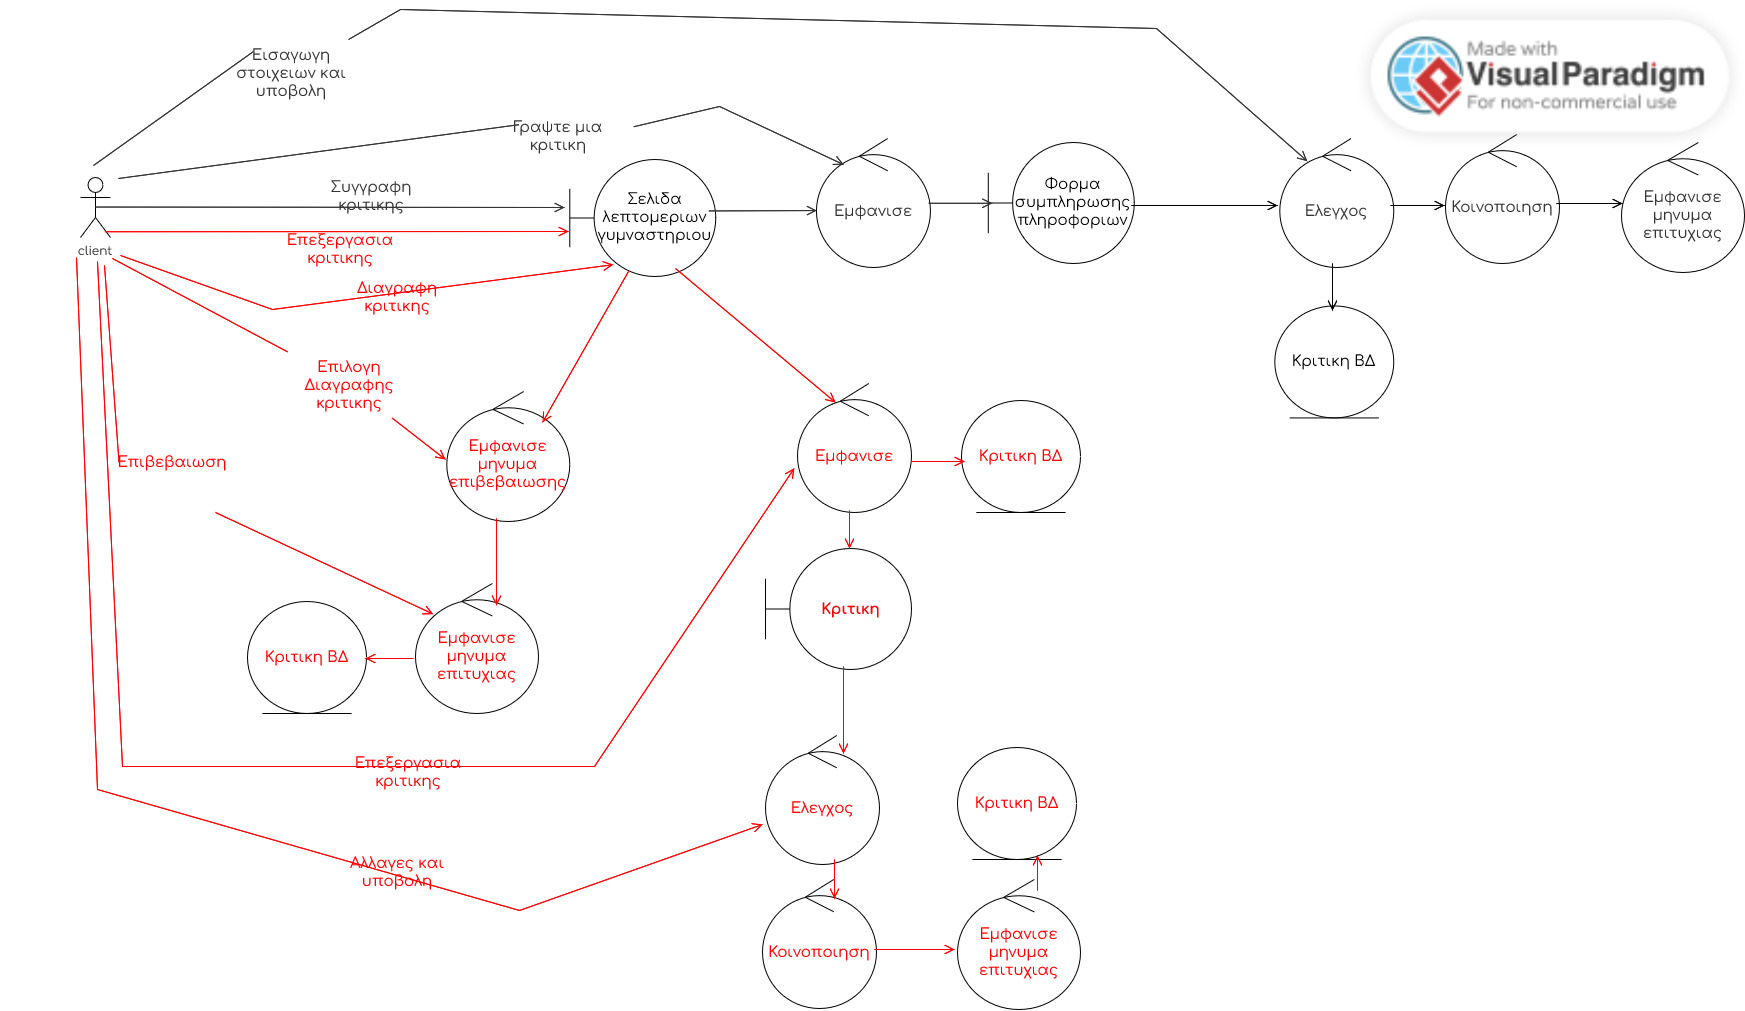 Εισαγωγη
στοιχειων και
υποβολη
Made with
Visual Paradigm
For non-commercial use
Γραψτε μια
κριτικη
Συγγραφη
κριτικης
Σελιδα
λεπτομεριων
γυμναστηριου
Εμφανισε
Φορμα
συμπληρωσης
πληροφοριων
Ελεγχος
Κοινοποιηση
Εμφανισε
μηνυμα
επιτυχιας
client
Επεξεργασια
κριτικης
Διαγραφη
κριτικης
Κριτικη ΒΔ
Επιλογη
Διαγραφης
κριτικης
Επιβεβαιωση
Εμφανισε
μηνυμα
επιβεβαιωσης
Εμφανισε
Κριτικη ΒΔ
Κριτικη
Κριτικη ΒΔ
Εμφανισε
μηνυμα
επιτυχιας
Επεξεργασια
κριτικης
Ελεγχος
Κριτικη ΒΔ
Αλλαγες και
υποβολη
Κοινοποιηση
Εμφανισε
μηνυμα
επιτυχιας